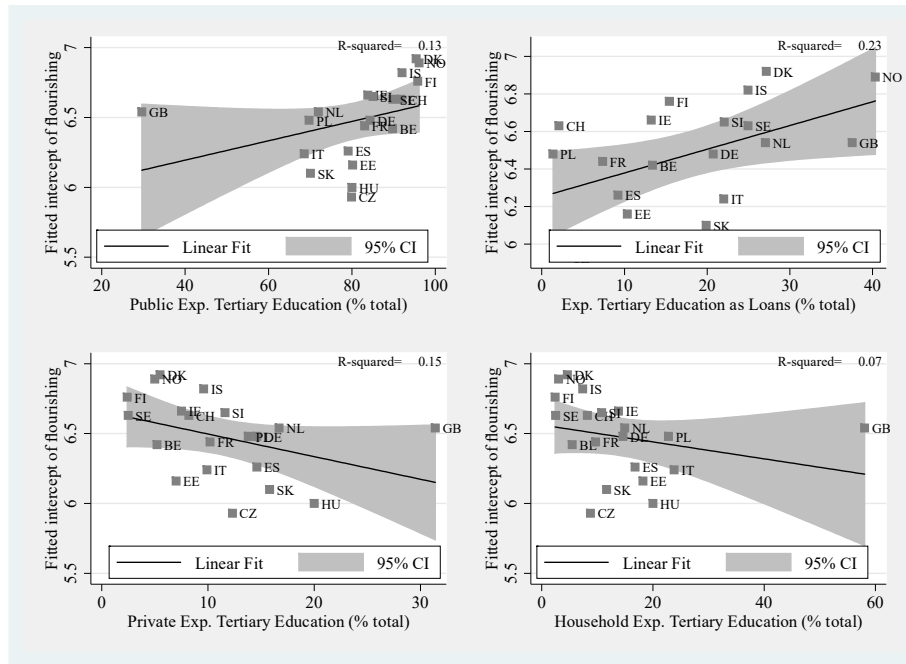 R-squared= 0.13
Fitted intercept of flourishing
7
6.5
6
5.5
DK
NO
IS
FI
IE
SI
SE
CH
GB
NL
PL
DE
FR
BE
IT
ES
EE
SK
HU
CZ
Linear Fit 95% CI
20 40 60 80 100
Public Exp. Tertiary Education (% total)
R-squared= 0.23
Fitted intercept of flourishing
7
6.8
6.6
6.4
6.2
6
DK
NO
IS
FI
CH
IE
SI
SE
NL
GB
PL
FR
BE
DE
ES
EE
IT
SK
Linear Fit 95% CI
0 10 20 30 40
Exp. Tertiary Education as Loans (% total)
R-squared= 0.15
Fitted intercept of flourishing
7
6.5
6
5.5
DK
NO
IS
FI
SE
IE
CH
SI
BE
FR
PL
DE
NL
GB
IT
ES
EE
SK
HU
CZ
Linear Fit 95% CI
0 10 20 30
Private Exp. Tertiary Education (% total)
R-squared= 0.07
Fitted intercept of flourishing
7
6.5
6
5.5
DK
NO
IS
FI
SE
CH
SI
IE
BE
FR
NL
DE
PL
GB
ES
IT
EE
SK
HU
CZ
Linear Fit 95% CI
0 20 40 60
Household Exp. Tertiary Education (% total)